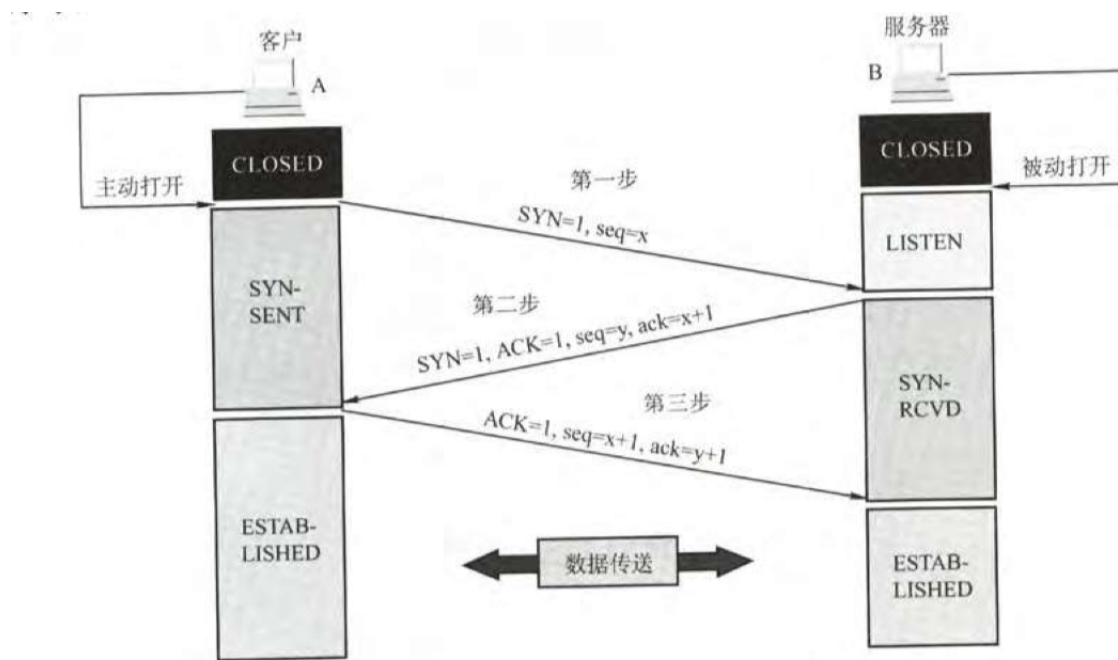 客户
服务器
A
B
CLOSED
CLOSED
主动打开
被动打开
第一步
SYN=1, seq=x
LISTEN
SYN-
SENT
第二步
SYN=1, ACK=1, seq=y, ack=x+1
SYN-
RCVD
第三步
ACK=1, seq=x+1, ack=y+1
ESTAB-
LISHED
数据传送
ESTAB-
LISHED